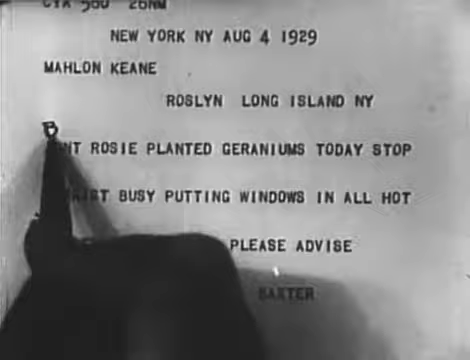 NEW YORK NY AUG 4 1929
MAHLON KEANE
ROSLYN LONG ISLAND NY
ROSIE PLANTED GERANIUMS TODAY STOP
BUSY PUTTING WINDOWS IN ALL HOT
PLEASE ADVISE
BAXTER